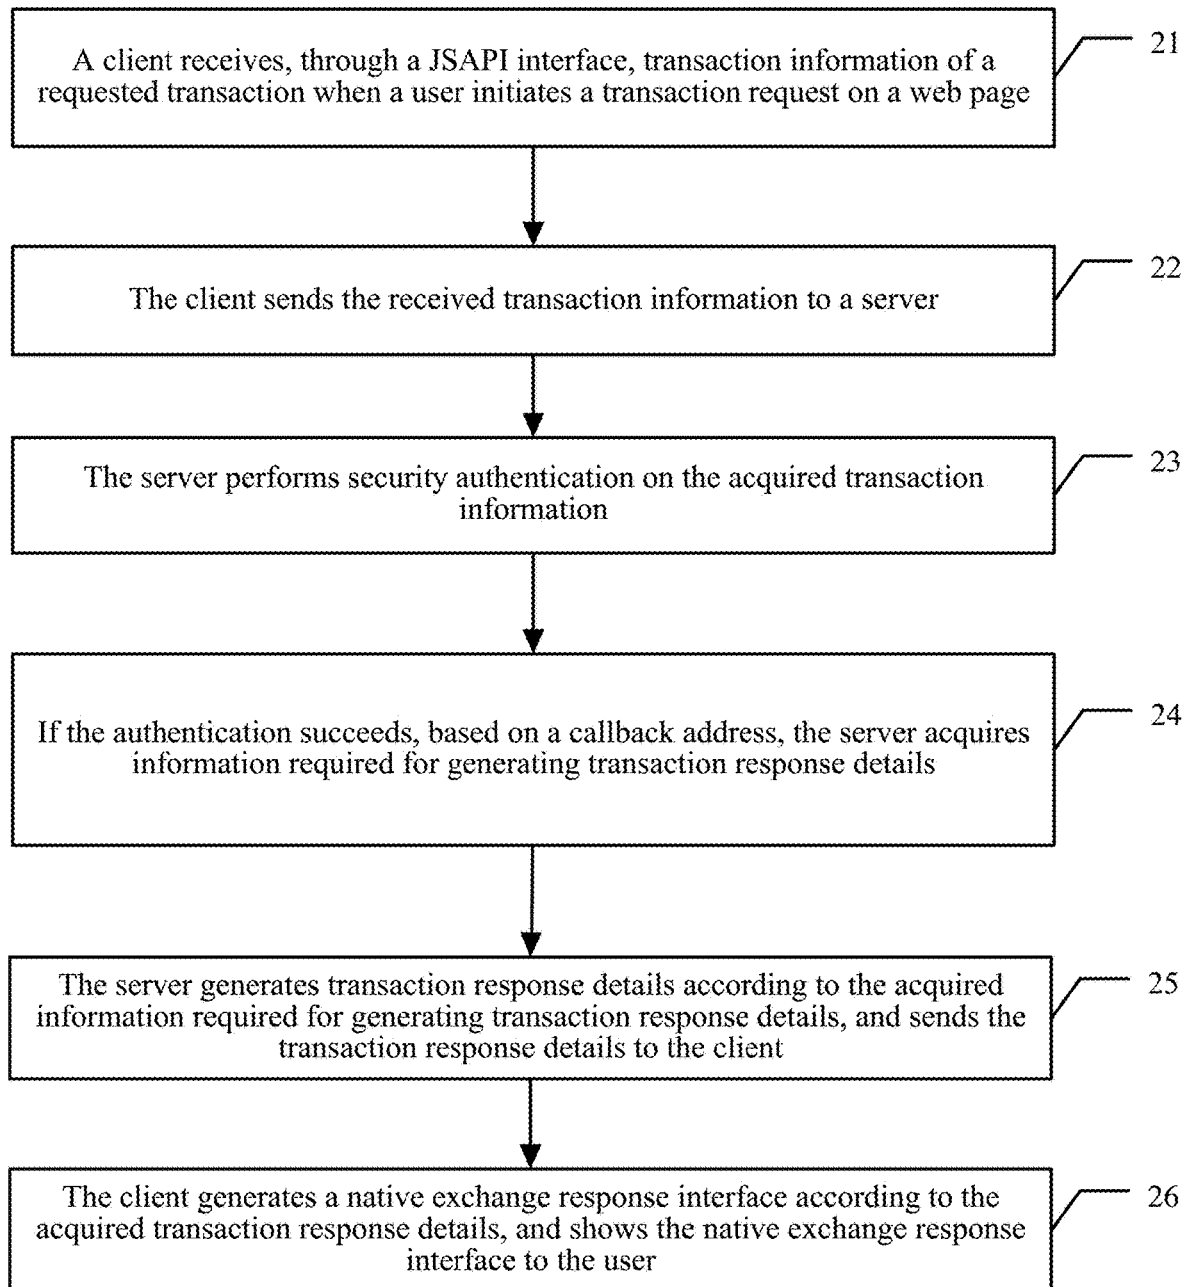 A client receives, through a JSAPI interface, transaction information of a
requested transaction when a user initiates a transaction request on a web page
21
The client sends the received transaction information to a server
22
The server performs security authentication on the acquired transaction
information
23
If the authentication succeeds, based on a callback address, the server acquires
information required for generating transaction response details
24
The server generates transaction response details according to the acquired
information required for generating transaction response details, and sends the
transaction response details to the client
25
The client generates a native exchange response interface according to the
acquired transaction response details, and shows the native exchange response
interface to the user
26